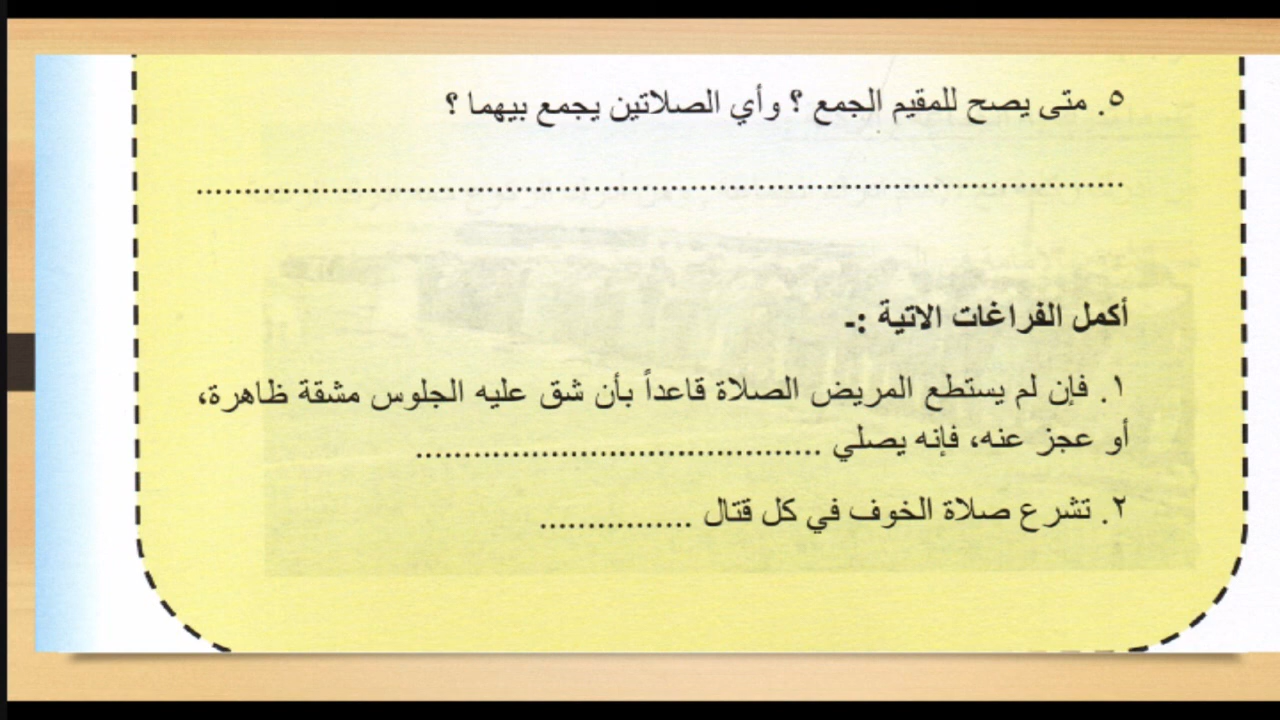 ٥. متى يصح للمقيم الجمع ؟ وأي الصلاتين يجمع بيهما ؟
................................................................................................
أكمل الفراغات الاتية :-
١. فإن لم يستطع المريض الصلاة قاعداً بأن شق عليه الجلوس مشقة ظاهرة،
أو عجز عنه، فإنه يصلي ..........................................
٢. تشرع صلاة الخوف في كل قتال ................